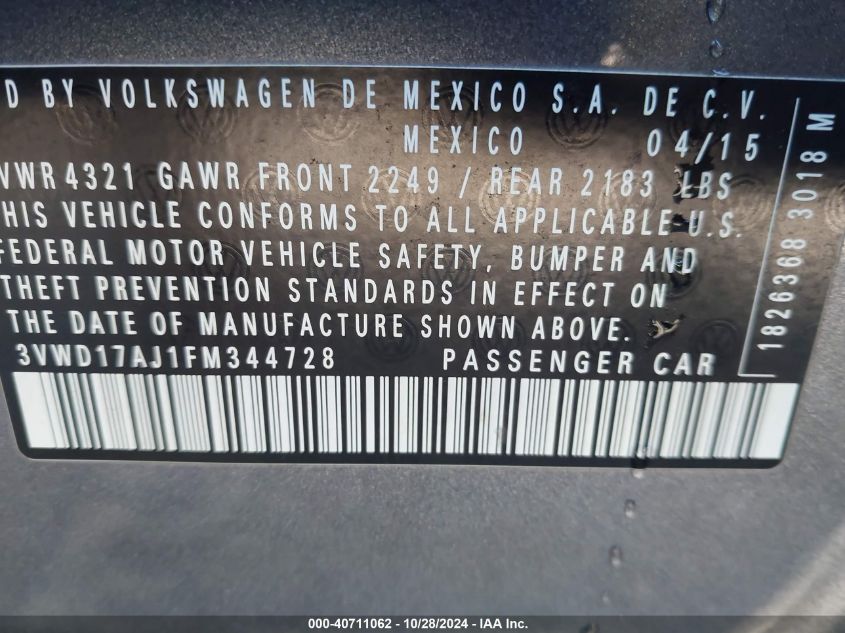 D BY VOLKSWAGEN DE MEXICO S.A. DE C.V.
MEXICO 04/15
VWR 4321 GAWR FRONT 2249 / REAR 2183 LBS
HIS VEHICLE CONFORMS TO ALL APPLICABLE U.S.
FEDERAL MOTOR VEHICLE SAFETY, BUMPER AND
THEFT PREVENTION STANDARDS IN EFFECT ON
THE DATE OF MANUFACTURE SHOWN ABOVE.
3VWD17AJ1FM344728 PASSENGER CAR
1826368 3018 M
000-40711062 - 10/28/2024 - IAA Inc.